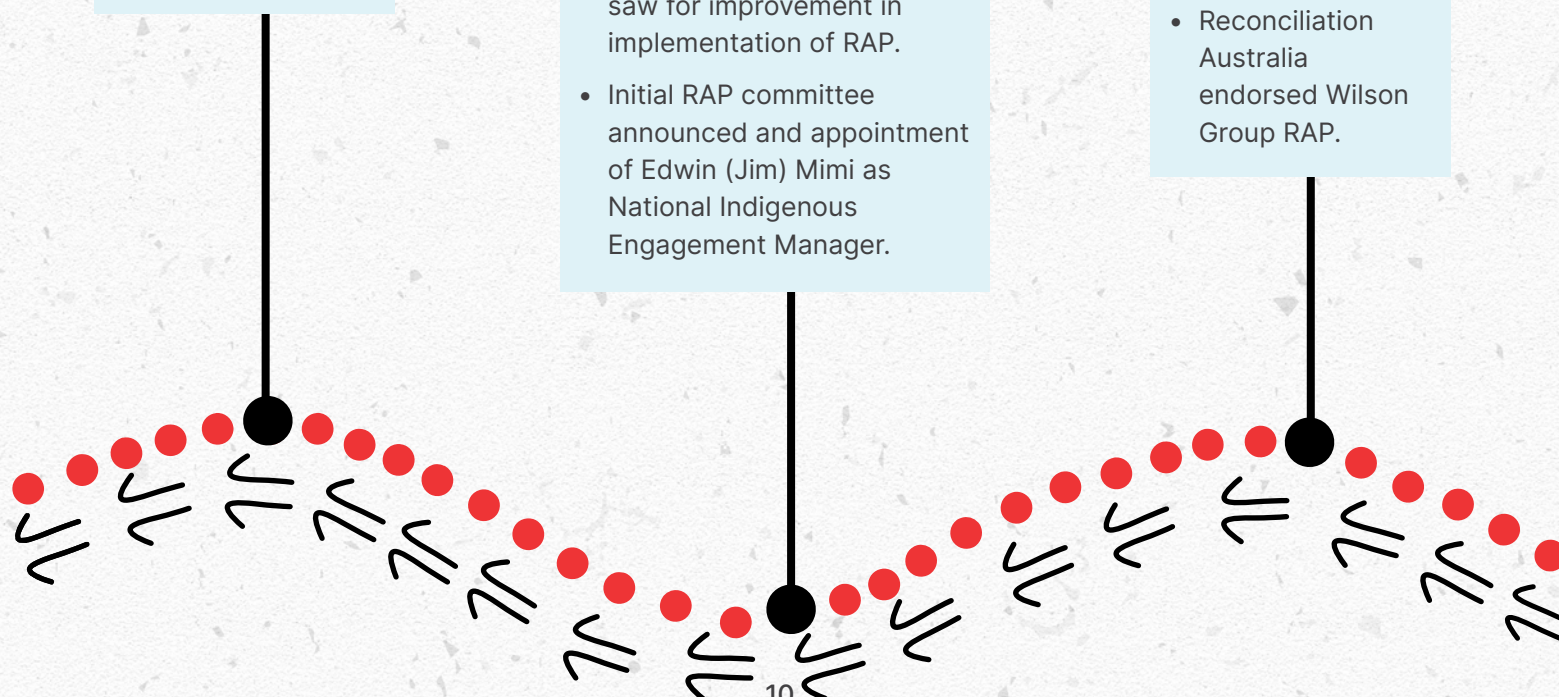 saw for improvement in
implementation of RAP.
• Initial RAP committee
announced and appointment
of Edwin (Jim) Mimi as
National Indigenous
Engagement Manager.
• Reconciliation
Australia
endorsed Wilson
Group RAP.
10